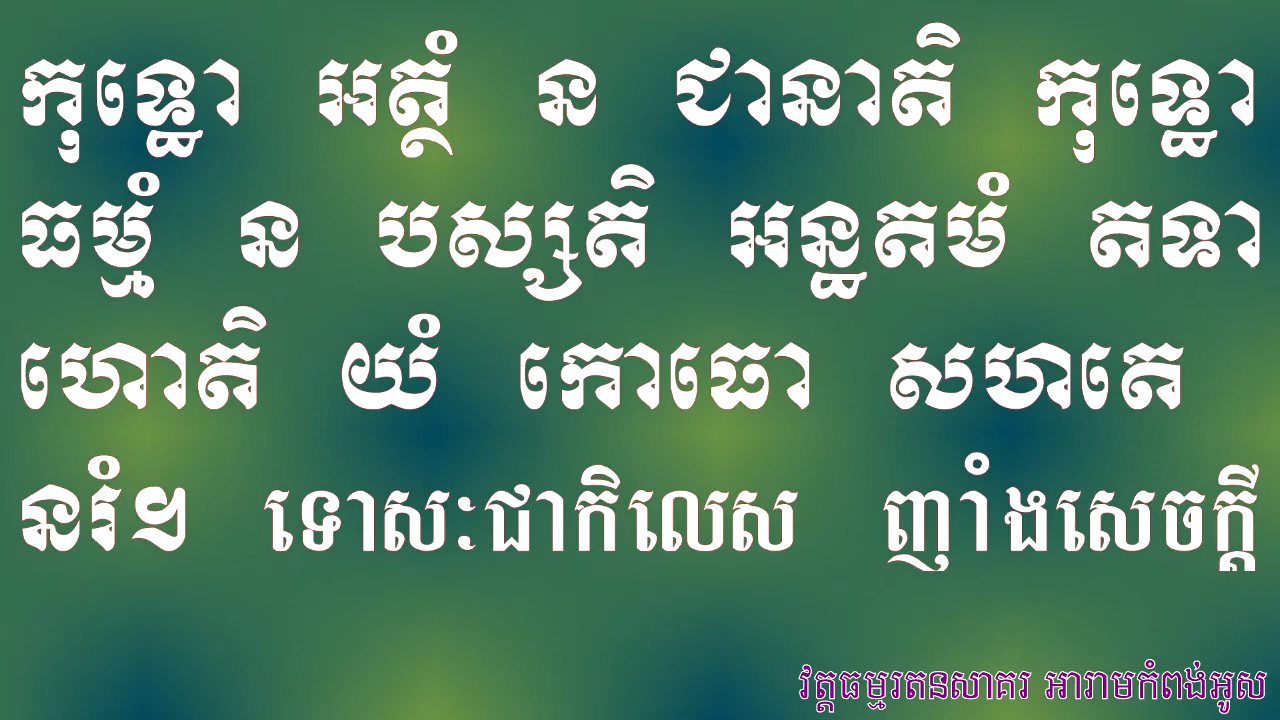 កុទ្ធោ អត្ថំ ន ជានាតិ កុទ្ធោ
ធម្មំ ន បស្សតិ អន្ធតមំ តទា
ហោតិ យំ កោធោ សហតេ
នរំ៕ ទោសៈជាកិលេស ញ៉ាំងសេចក្តី
វត្តធម្មរតនសាគរ អារាមកំពង់អូស